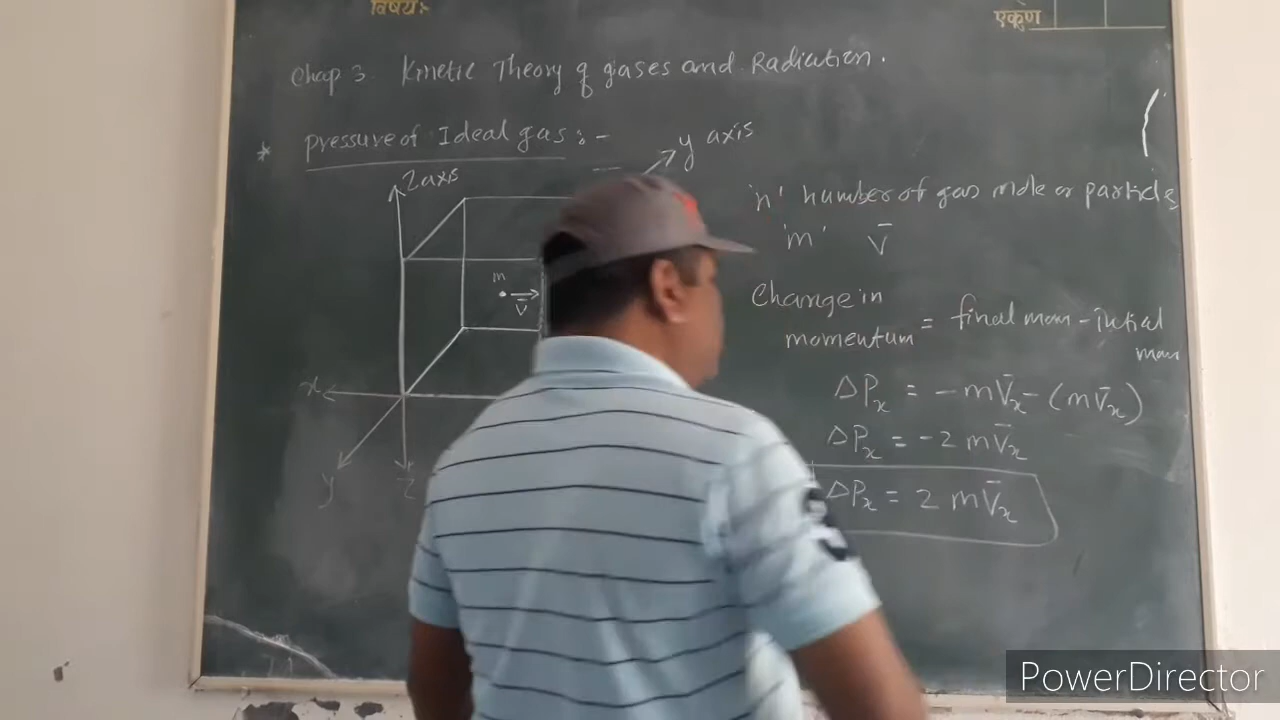 विषय:-
एकुण
Chap 3. Kinetic Theory of gases and Radiation.
* Pressure of Ideal gas :-
y axis
Z axis
'n' number of gas mole or particles
'm' V̄
m
V̄
Change in
momentum = final mom - initial
mom
x
ΔPₓ = -mV̄ₓ - (mV̄ₓ)
ΔPₓ = -2 mV̄ₓ
y
z
ΔPₓ = 2 mV̄ₓ
PowerDirector